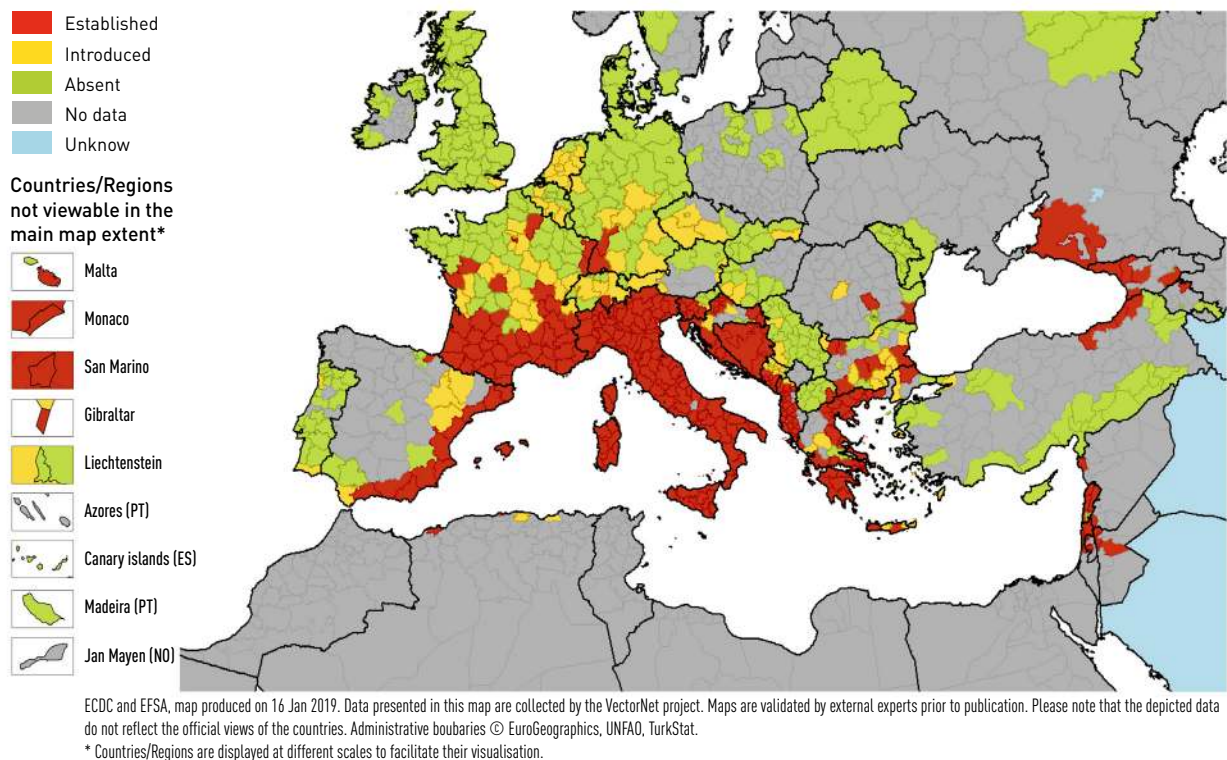 Established
Introduced
Absent
No data
Unknow
Countries/Regions
not viewable in the
main map extent*
Malta
Monaco
San Marino
Gibraltar
Liechtenstein
Azores (PT)
Canary islands (ES)
Madeira (PT)
Jan Mayen (NO)
ECDC and EFSA, map produced on 16 Jan 2019. Data presented in this map are collected by the VectorNet project. Maps are validated by external experts prior to publication. Please note that the depicted data
do not reflect the official views of the countries. Administrative boubaries © EuroGeographics, UNFAO, TurkStat.
* Countries/Regions are displayed at different scales to facilitate their visualisation.